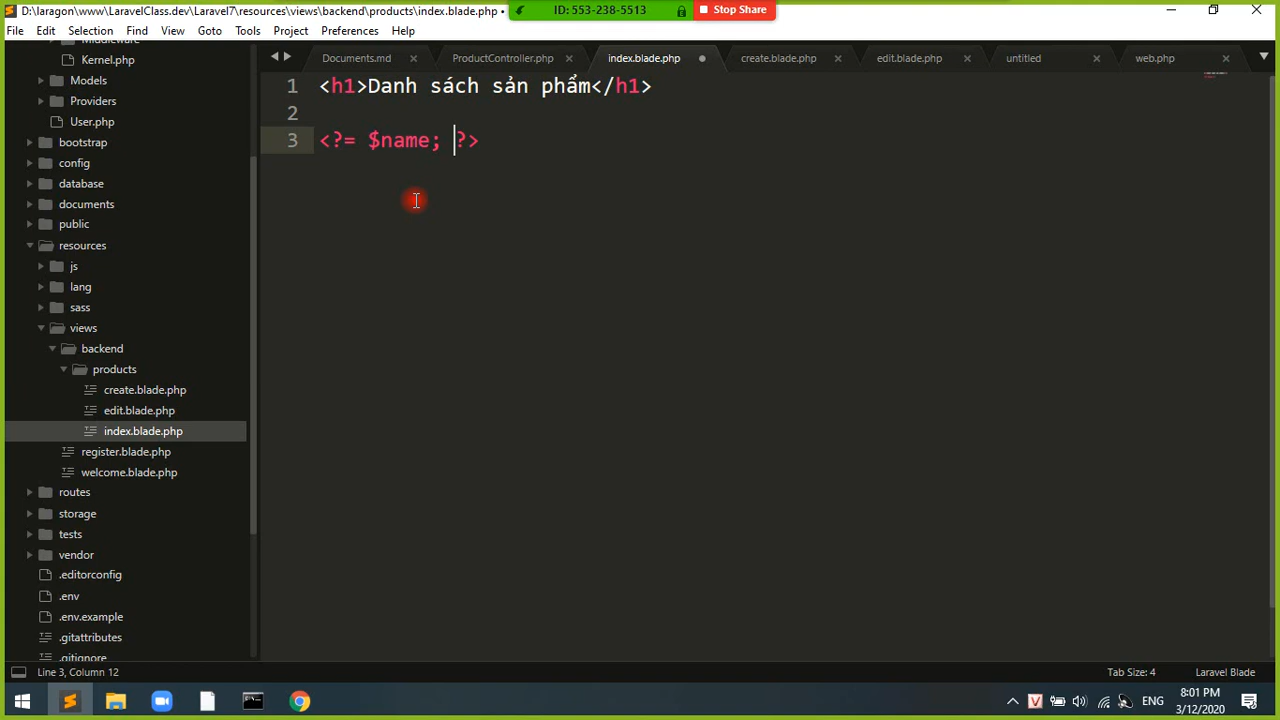 D:\laragon\www\LaravelClass.dev\Laravel7\resources\views\backend\products\index.blade.php •
ID: 553-238-5513
Stop Share
File Edit Selection Find View Goto Tools Project Preferences Help
Middleware
Kernel.php
Models
Providers
User.php
bootstrap
config
database
documents
public
resources
js
lang
sass
views
backend
products
create.blade.php
edit.blade.php
index.blade.php
register.blade.php
welcome.blade.php
routes
storage
tests
vendor
.editorconfig
.env
.env.example
.gitattributes
.gitignore
Documents.md ProductController.php index.blade.php create.blade.php edit.blade.php untitled web.php
1 <h1>Danh sách sản phẩm</h1>
2
3 <?= $name; ?>
Line 3, Column 12
Tab Size: 4
Laravel Blade
ENG
8:01 PM
3/12/2020